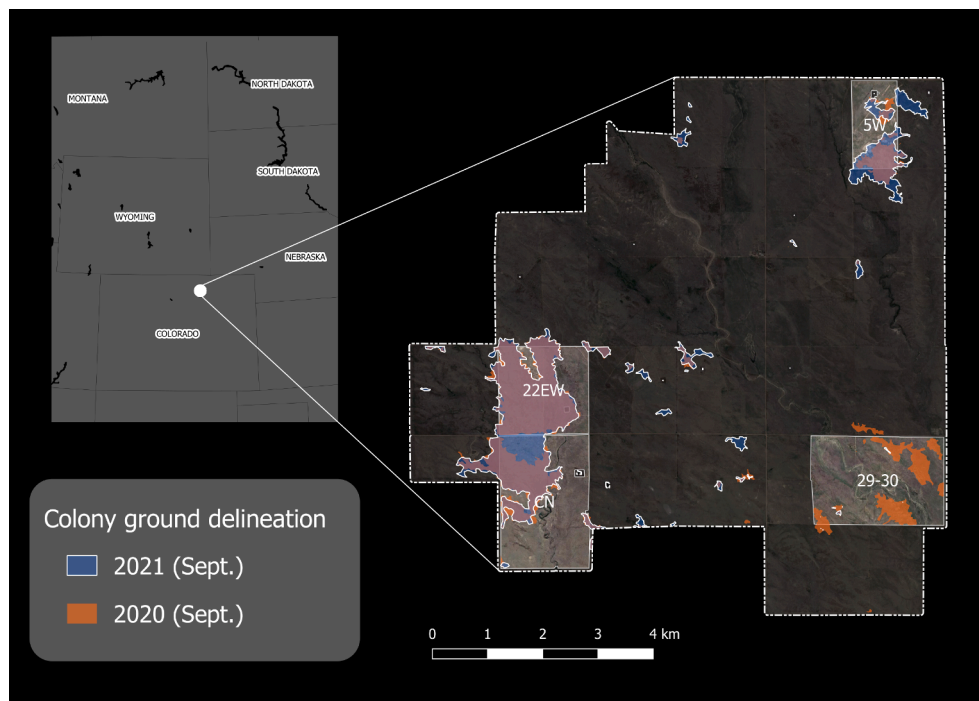 MONTANA
NORTH DAKOTA
SOUTH DAKOTA
WYOMING
NEBRASKA
COLORADO
5W
22EW
CN
29-30
Colony ground delineation
2021 (Sept.)
2020 (Sept.)
0 1 2 3 4 km